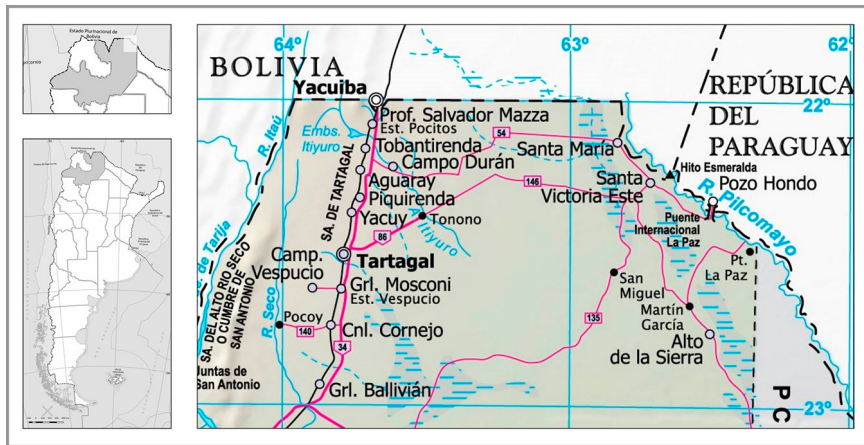 Estado Plurinacional de
Bolivia
64º
63º
62º
BOLIVIA
Yacuiba
REPÚBLICA
DEL
PARAGUAY
22º
Prof. Salvador Mazza
Est. Pocitos
Embs.
Itiyuro
R. Itaú
Tobantirenda
54
Santa María
Campo Durán
Hito Esmeralda
Aguaray
146
Santa
Victoria Este
Pozo Hondo
R. Pilcomayo
Piquirenda
SA. DE TARTAGAL
Yacuy
Tonono
Itiyuro
86
Puente
Internacional
La Paz
Camp.
Vespucio
Tartagal
Pt.
La Paz
S. de Tarija
SA. DEL ALTO RIO SECO
O CUMBRE DE
SAN ANTONIO
R. Seco
Grl. Mosconi
Est. Vespucio
San
Miguel
Martín
García
Pocoy
140
Cnl. Cornejo
135
34
Alto
de la Sierra
Juntas de
San Antonio
Grl. Ballivián
P C
23º